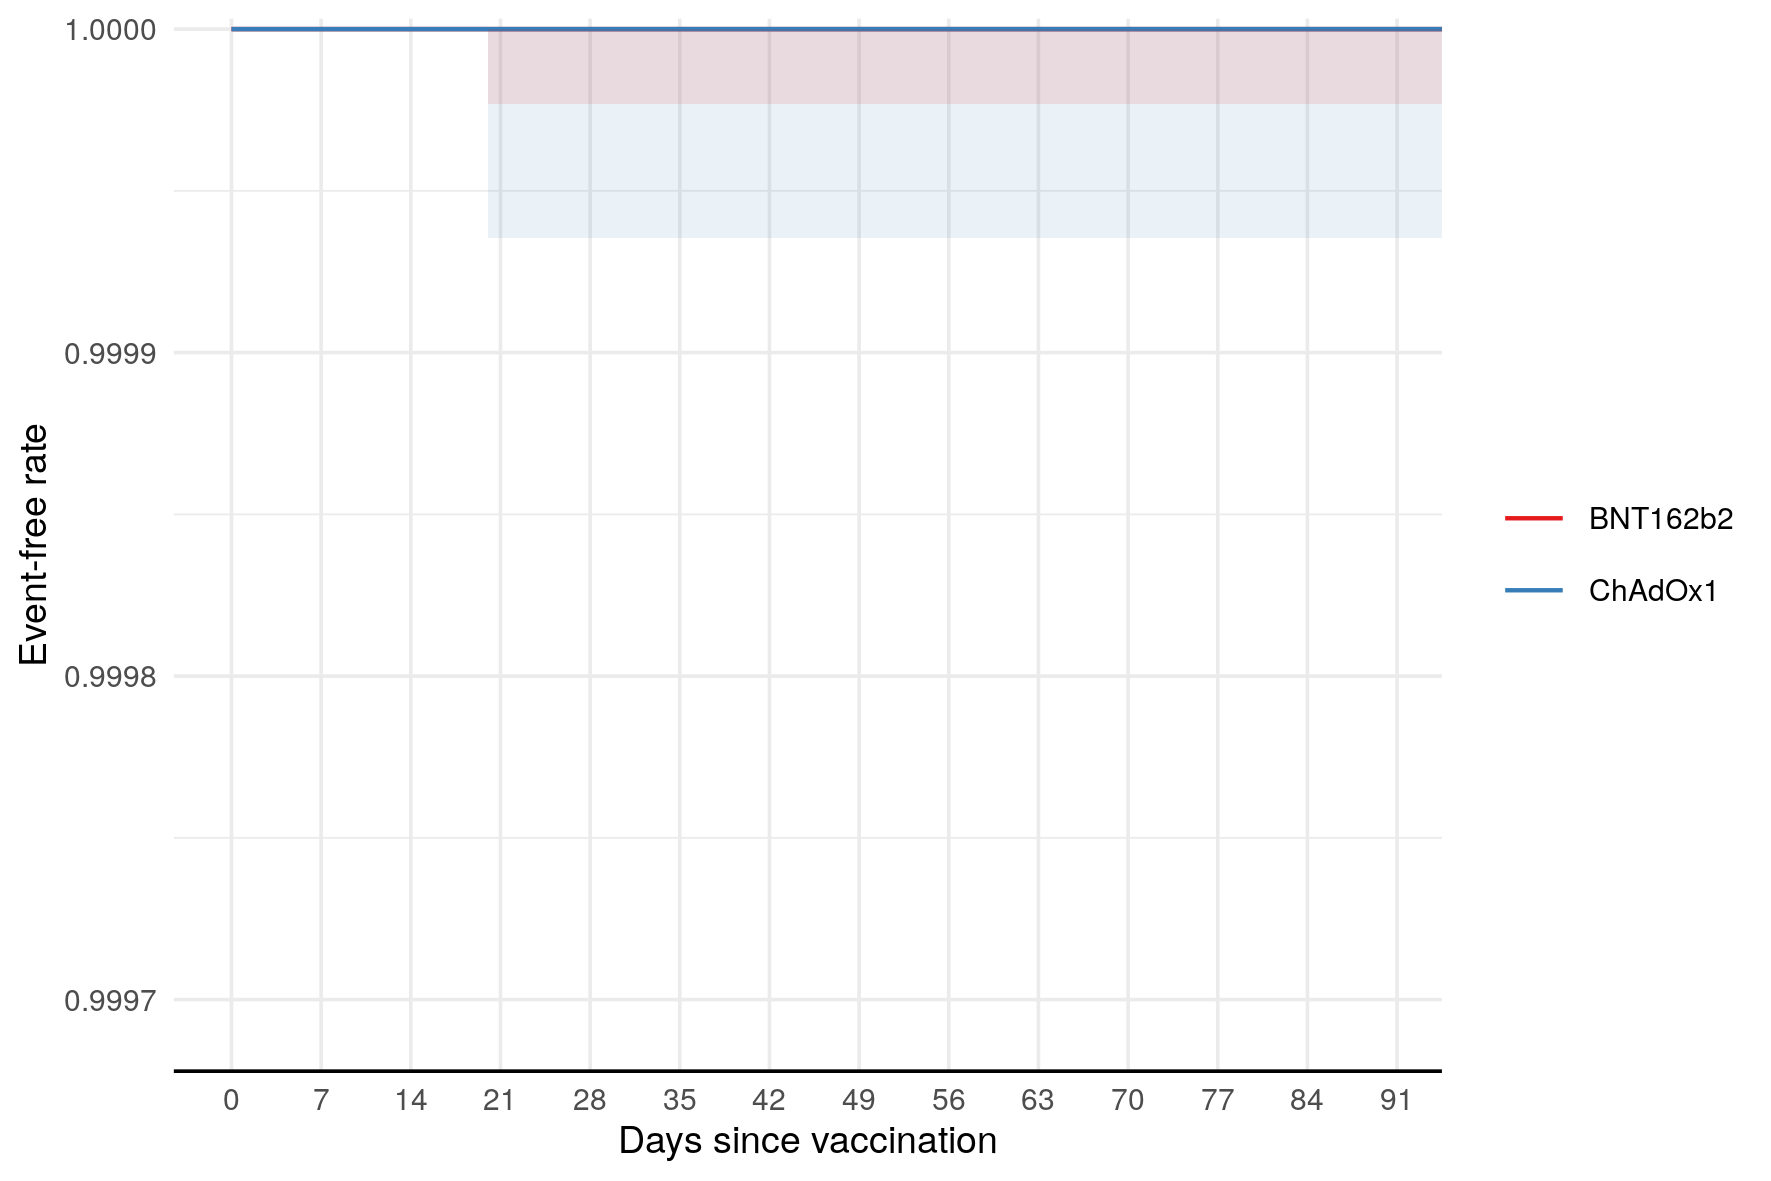 1.0000
0.9999
0.9998
0.9997
Event-free rate
0 7 14 21 28 35 42 49 56 63 70 77 84 91
Days since vaccination
BNT162b2
ChAdOx1